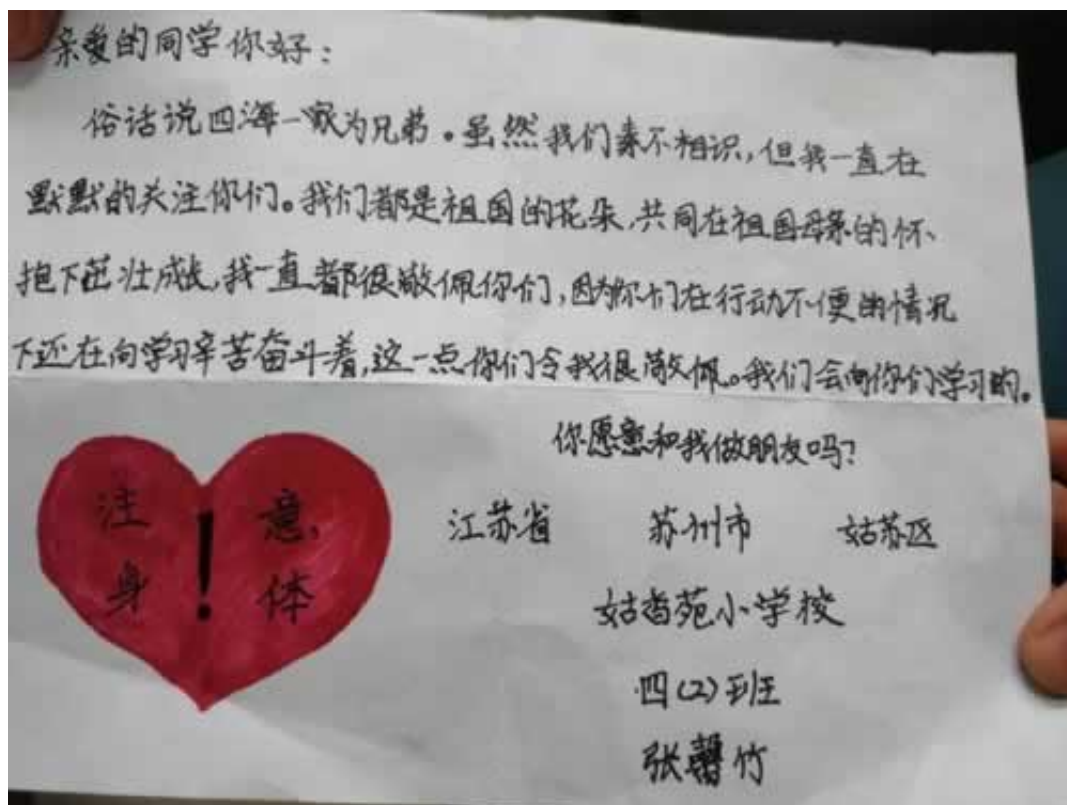 亲爱的同学你好：
俗话说四海一家为兄弟。虽然我们素不相识，但我一直在
默默的关注你们。我们都是祖国的花朵，共同在祖国母亲的怀
抱下茁壮成长，我一直都很敬佩你们，因为你们在行动不便的情况
下还在向学习辛苦奋斗着，这一点你们令我很敬佩。我们会向你们学习的。
你愿意和我做朋友吗？
注意，
身体
！
江苏省 苏州市 姑苏区
姑香苑小学校
四(2)班
张馨竹